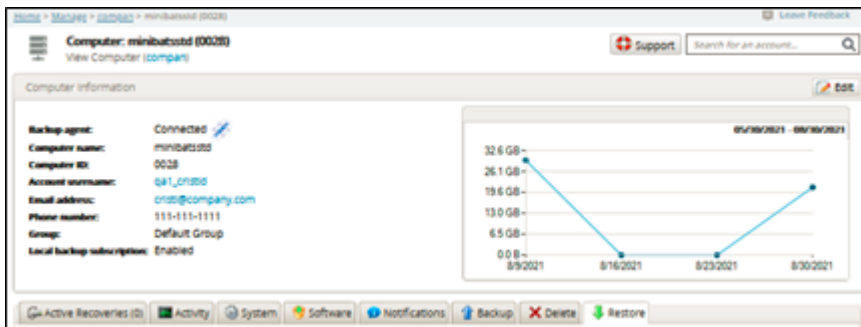 Home > Manage > compan > minibatsstd (0028)
Leave Feedback
Computer: minibatsstd (0028)
View Computer (compan)
Support
Search for an account...
Computer Information
Edit
Backup agent: Connected
Computer name: minibatsstd
Computer ID: 0028
Account username: qa1_cristid
Email address: cristi@company.com
Phone number: 111-111-1111
Group: Default Group
Local backup subscription: Enabled
05/30/2021 - 08/30/2021
32.6 GB
26.1 GB
19.6 GB
13.0 GB
6.5 GB
0.0 B
8/9/2021 8/16/2021 8/23/2021 8/30/2021
Active Recoveries (0) Activity System Software Notifications Backup Delete Restore